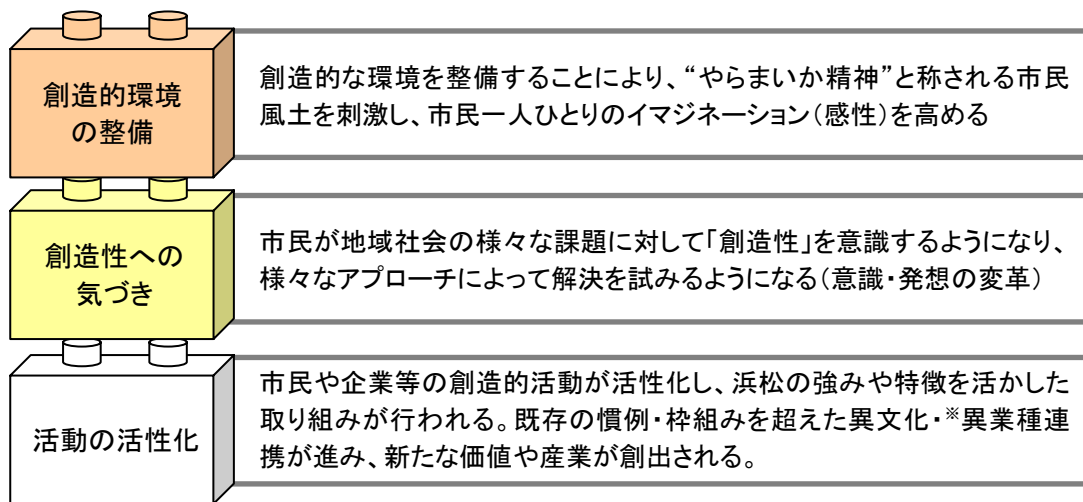 創造的環境
の整備
創造的な環境を整備することにより、“やらまいか精神”と称される市民
風土を刺激し、市民一人ひとりのイマジネーション(感性)を高める
創造性への
気づき
市民が地域社会の様々な課題に対して「創造性」を意識するようになり、
様々なアプローチによって解決を試みるようになる(意識・発想の変革)
活動の活性化
市民や企業等の創造的活動が活性化し、浜松の強みや特徴を活かした
取り組みが行われる。既存の慣例・枠組みを超えた異文化・※異業種連
携が進み、新たな価値や産業が創出される。